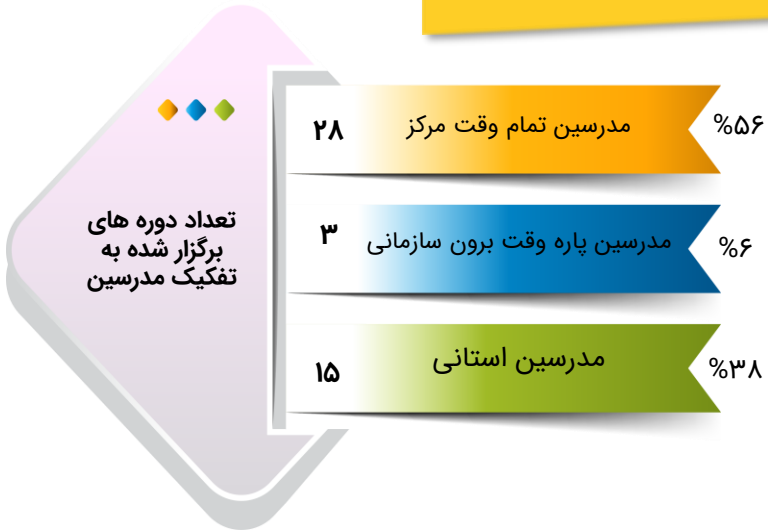 تعداد دوره های
برگزار شده به
تفکیک مدرسین
%۵۶ مدرسین تمام وقت مرکز ۲۸
%۶ مدرسین پاره وقت برون سازمانی ۳
%۳۸ مدرسین استانی ۱۵